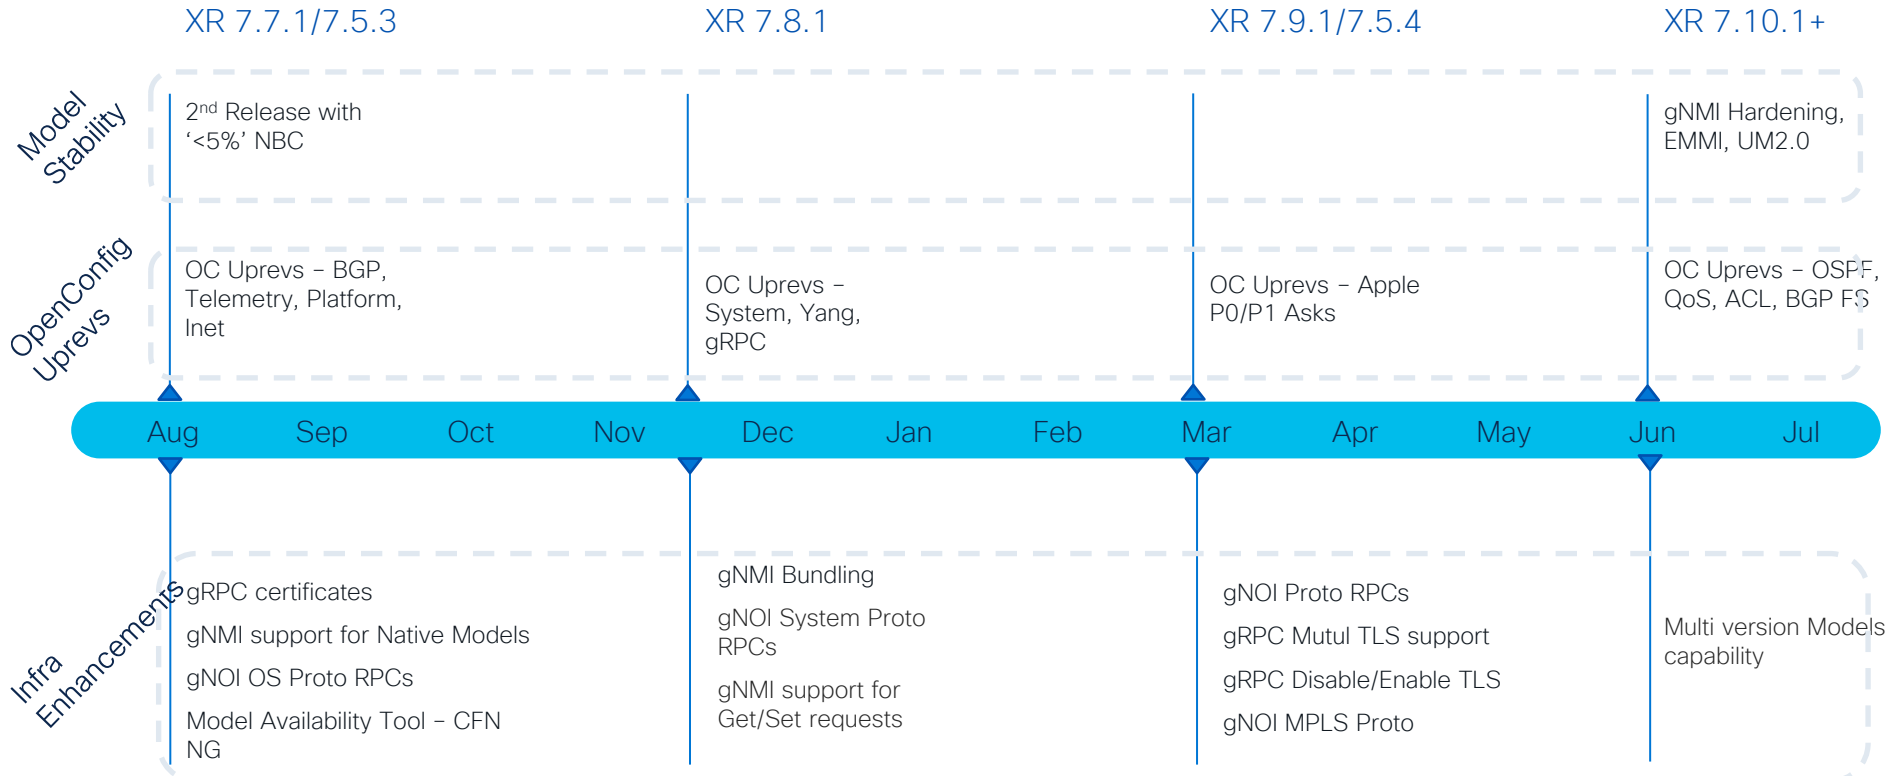 XR 7.7.1/7.5.3
XR 7.8.1
XR 7.9.1/7.5.4
XR 7.10.1+
Model
Stability
2nd Release with
‘<5%’ NBC
gNMI Hardening,
EMMI, UM2.0
OpenConfig
Uprevs
OC Uprevs – BGP,
Telemetry, Platform,
Inet
OC Uprevs –
System, Yang,
gRPC
OC Uprevs – Apple
P0/P1 Asks
OC Uprevs – OSPF,
QoS, ACL, BGP FS
Aug Sep Oct Nov Dec Jan Feb Mar Apr May Jun Jul
Infra
Enhancements
gRPC certificates
gNMI support for Native Models
gNOI OS Proto RPCs
Model Availability Tool – CFN
NG
gNMI Bundling
gNOI System Proto
RPCs
gNMI support for
Get/Set requests
gNOI Proto RPCs
gRPC Mutul TLS support
gRPC Disable/Enable TLS
gNOI MPLS Proto
Multi version Models
capability